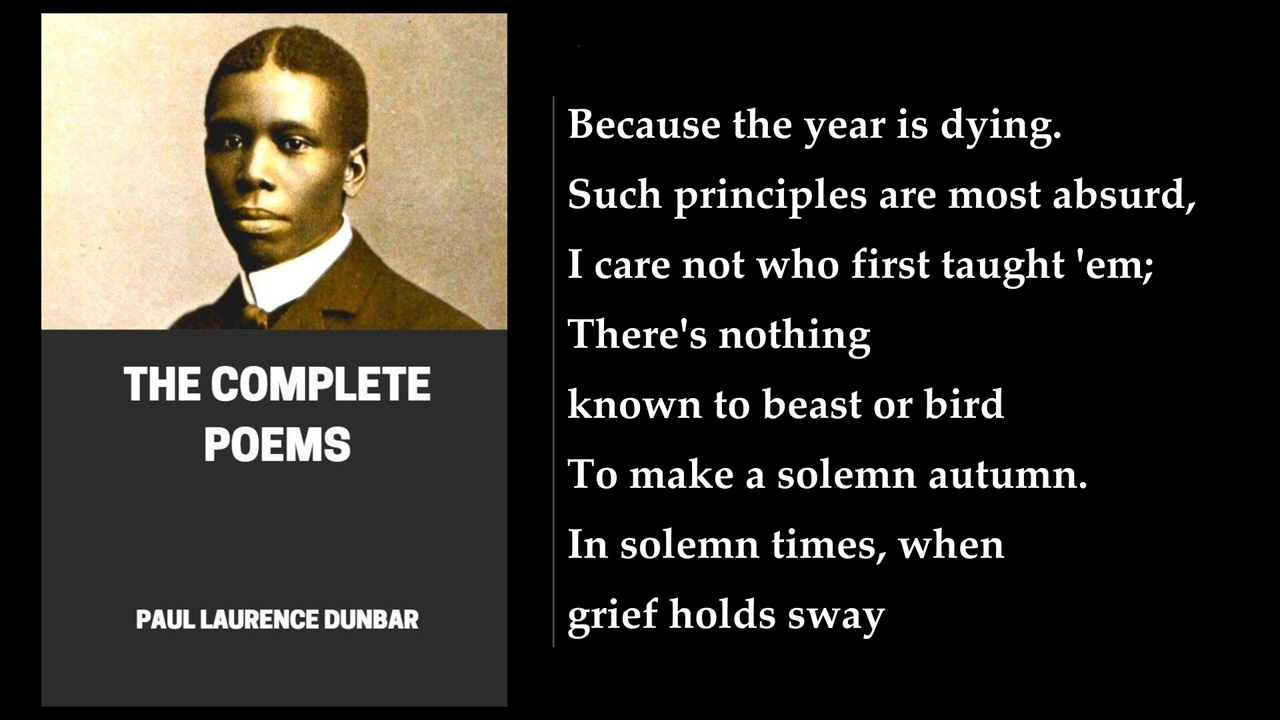 THE COMPLETE
POEMS
PAUL LAURENCE DUNBAR
Because the year is dying.
Such principles are most absurd,
I care not who first taught 'em;
There's nothing
known to beast or bird
To make a solemn autumn.
In solemn times, when
grief holds sway